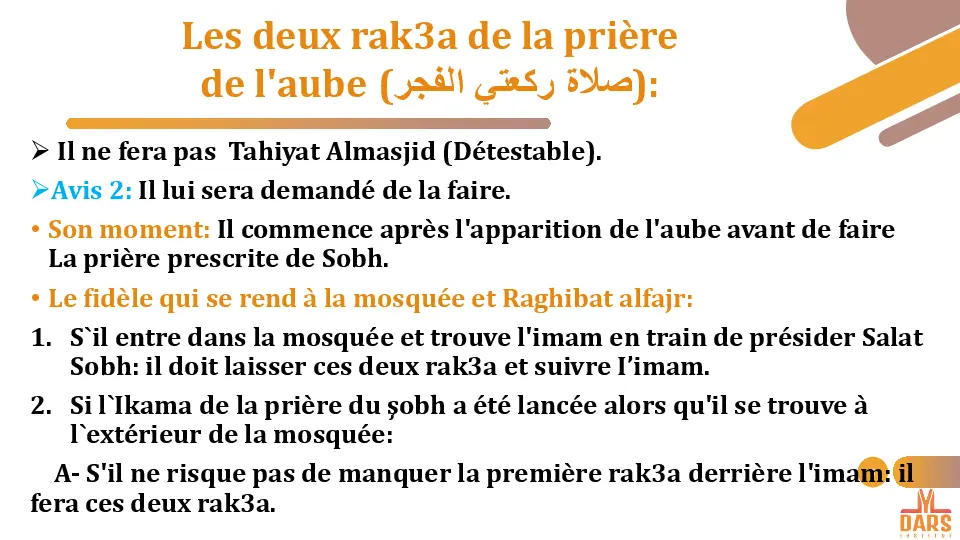 Les deux rak3a de la prière
de l'aube (صلاة ركعتي الفجر):
➢ Il ne fera pas Tahiyat Almasjid (Détestable).
➢Avis 2: Il lui sera demandé de la faire.
• Son moment: Il commence après l'apparition de l'aube avant de faire
La prière prescrite de Sobh.
• Le fidèle qui se rend à la mosquée et Raghibat alfajr:
1. S`il entre dans la mosquée et trouve l'imam en train de présider Salat
Sobh: il doit laisser ces deux rak3a et suivre I’imam.
2. Si l`Ikama de la prière du șobh a été lancée alors qu'il se trouve à
l`extérieur de la mosquée:
A- S'il ne risque pas de manquer la première rak3a derrière l'imam: il
fera ces deux rak3a.
DARS
INSTITUT